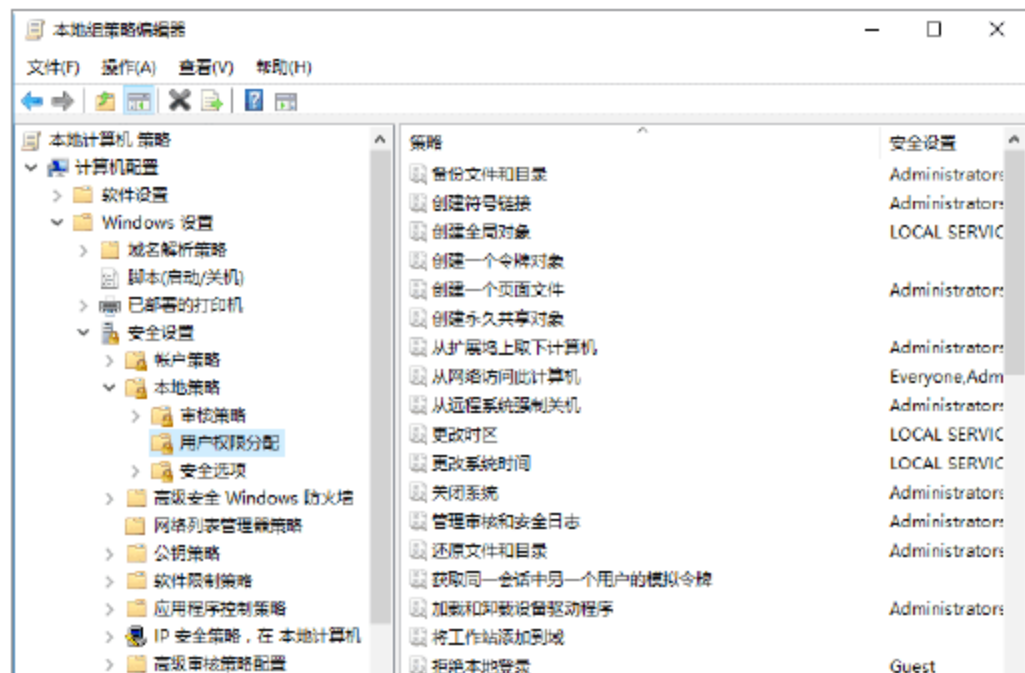 本地组策略编辑器
文件(F) 操作(A) 查看(V) 帮助(H)
本地计算机 策略
计算机配置
软件设置
Windows 设置
域名解析策略
脚本(启动/关机)
已部署的打印机
安全设置
帐户策略
本地策略
审核策略
用户权限分配
安全选项
高级安全 Windows 防火墙
网络列表管理器策略
公钥策略
软件限制策略
应用程序控制策略
IP 安全策略，在 本地计算机
高级审核策略配置
策略 安全设置
备份文件和目录 Administrators
创建符号链接 Administrators
创建全局对象 LOCAL SERVIC
创建一个令牌对象
创建一个页面文件 Administrators
创建永久共享对象
从扩展坞上取下计算机 Administrators
从网络访问此计算机 Everyone,Adm
从远程系统强制关机 Administrators
更改时区 LOCAL SERVIC
更改系统时间 LOCAL SERVIC
关闭系统 Administrators
管理审核和安全日志 Administrators
还原文件和目录 Administrators
获取同一会话中另一个用户的模拟令牌
加载和卸载设备驱动程序 Administrators
将工作站添加到域
拒绝本地登录 Guest